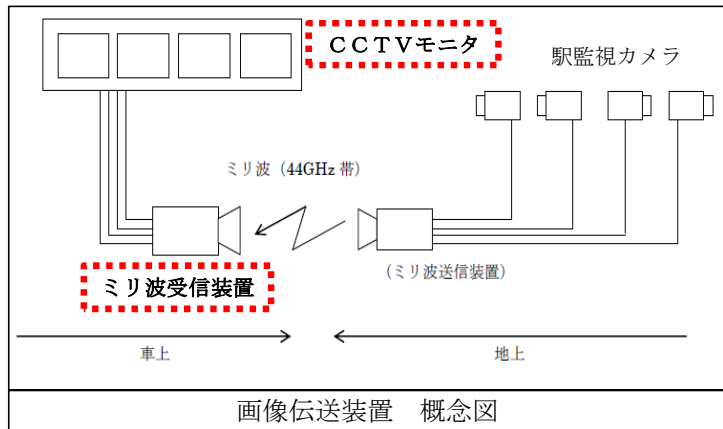 ＣＣＴＶモニタ
駅監視カメラ
ミリ波（44GHz 帯）
（ミリ波送信装置）
ミリ波受信装置
車上
地上
画像伝送装置　概念図